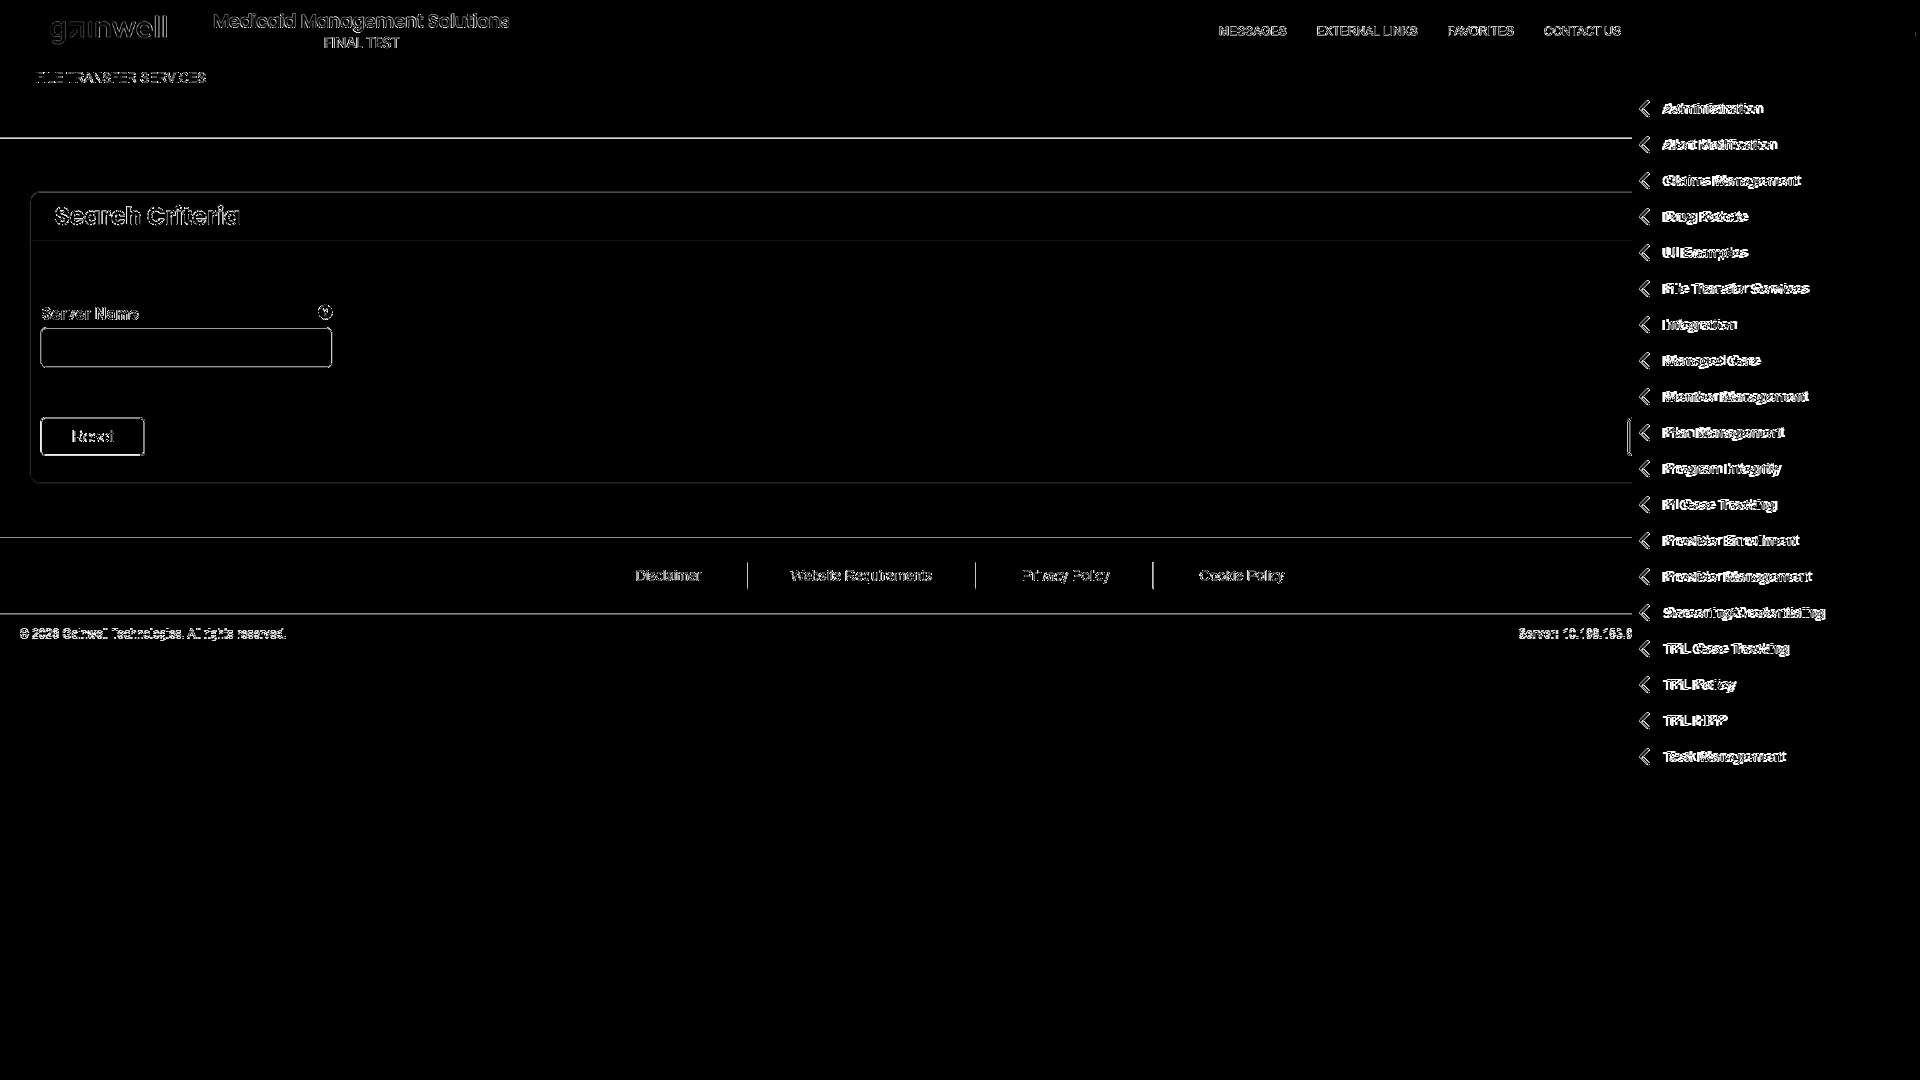 gainwell
Medicaid Management Solutions
FINAL TEST
MESSAGES
EXTERNAL LINKS
FAVORITES
CONTACT US
FILE TRANSFER SERVICES
Search Criteria
Server Name
?
Reset
Disclaimer
Website Requirements
Privacy Policy
Cookie Policy
© 2026 Gainwell Technologies. All rights reserved.
Server:
Administration
Alert Notification
Claims Management
Drug Rebate
UI Examples
File Transfer Services
Integration
Managed Care
Member Management
Plan Management
Program Integrity
PI Case Tracking
Provider Enrollment
Provider Management
Screening/Credentialing
TPL Case Tracking
TPL Policy
TPL HIPP
Task Management